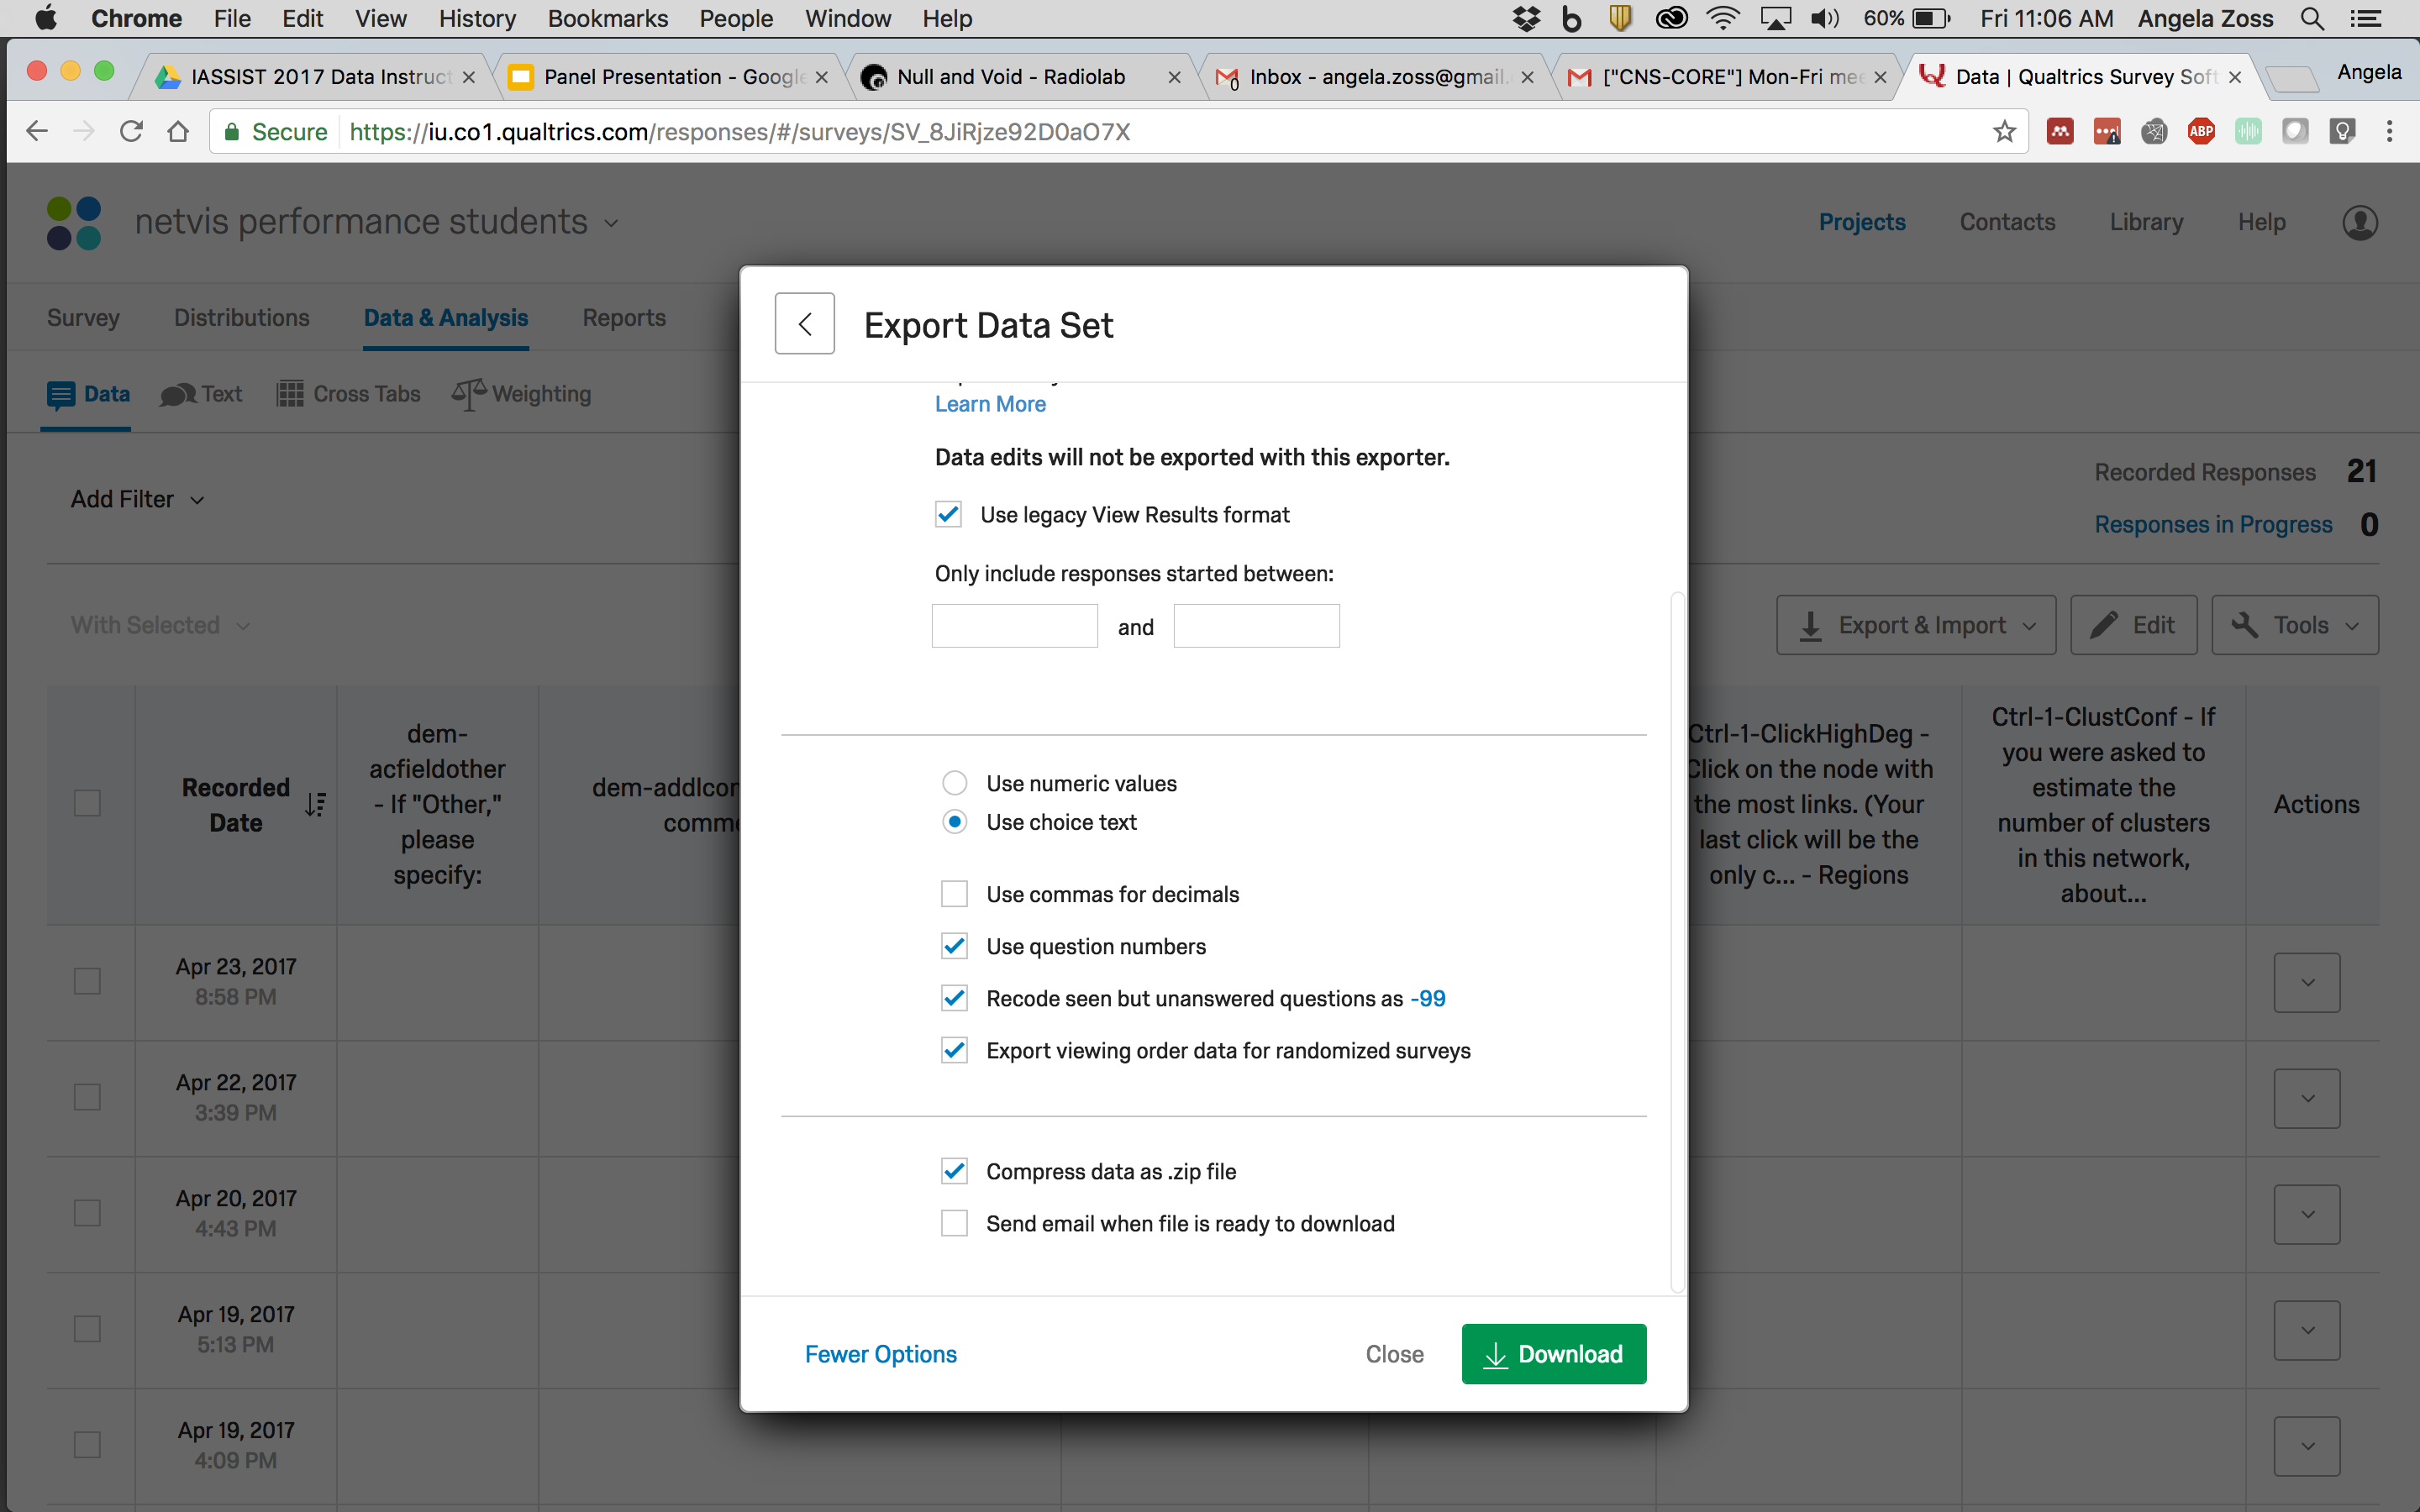 Chrome File Edit View History Bookmarks People Window Help 60% Fri 11:06 AM Angela Zoss
IASSIST 2017 Data Instruct Panel Presentation - Google Null and Void - Radiolab Inbox - angela.zoss@gmail. ["CNS-CORE"] Mon-Fri mee Data | Qualtrics Survey Soft Angela
Secure https://iu.co1.qualtrics.com/responses/#/surveys/SV_8JiRjze92D0aO7X ABP
netvis performance students Projects Contacts Library Help
Survey Distributions Data & Analysis Reports
Data Text Cross Tabs Weighting
Add Filter
Recorded Responses 21
Responses in Progress 0
With Selected
Export & Import Edit Tools
Recorded
Date
dem-
acfieldother
- If "Other,"
please
specify:
dem-addlcor
comme
Ctrl-1-ClickHighDeg -
Click on the node with
the most links. (Your
last click will be the
only c... - Regions
Ctrl-1-ClustConf - If
you were asked to
estimate the
number of clusters
in this network,
about...
Actions
Apr 23, 2017
8:58 PM
Apr 22, 2017
3:39 PM
Apr 20, 2017
4:43 PM
Apr 19, 2017
5:13 PM
Apr 19, 2017
4:09 PM
Export Data Set
Learn More
Data edits will not be exported with this exporter.
Use legacy View Results format
Only include responses started between:
and
Use numeric values
Use choice text
Use commas for decimals
Use question numbers
Recode seen but unanswered questions as -99
Export viewing order data for randomized surveys
Compress data as .zip file
Send email when file is ready to download
Fewer Options Close Download